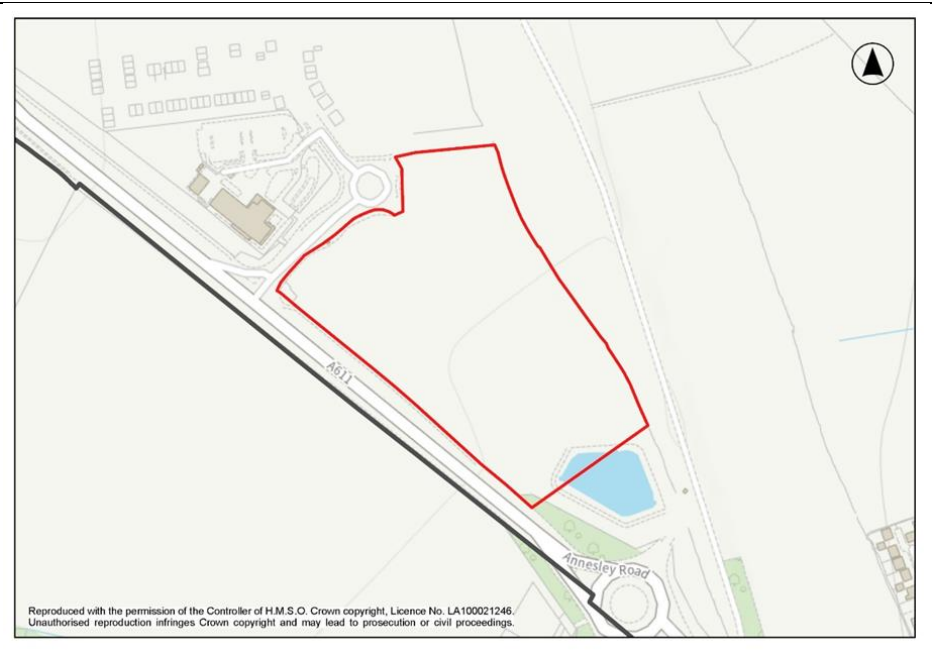 A611
Annesley Road
Reproduced with the permission of the Controller of H.M.S.O. Crown copyright, Licence No. LA100021246.
Unauthorised reproduction infringes Crown copyright and may lead to prosecution or civil proceedings.